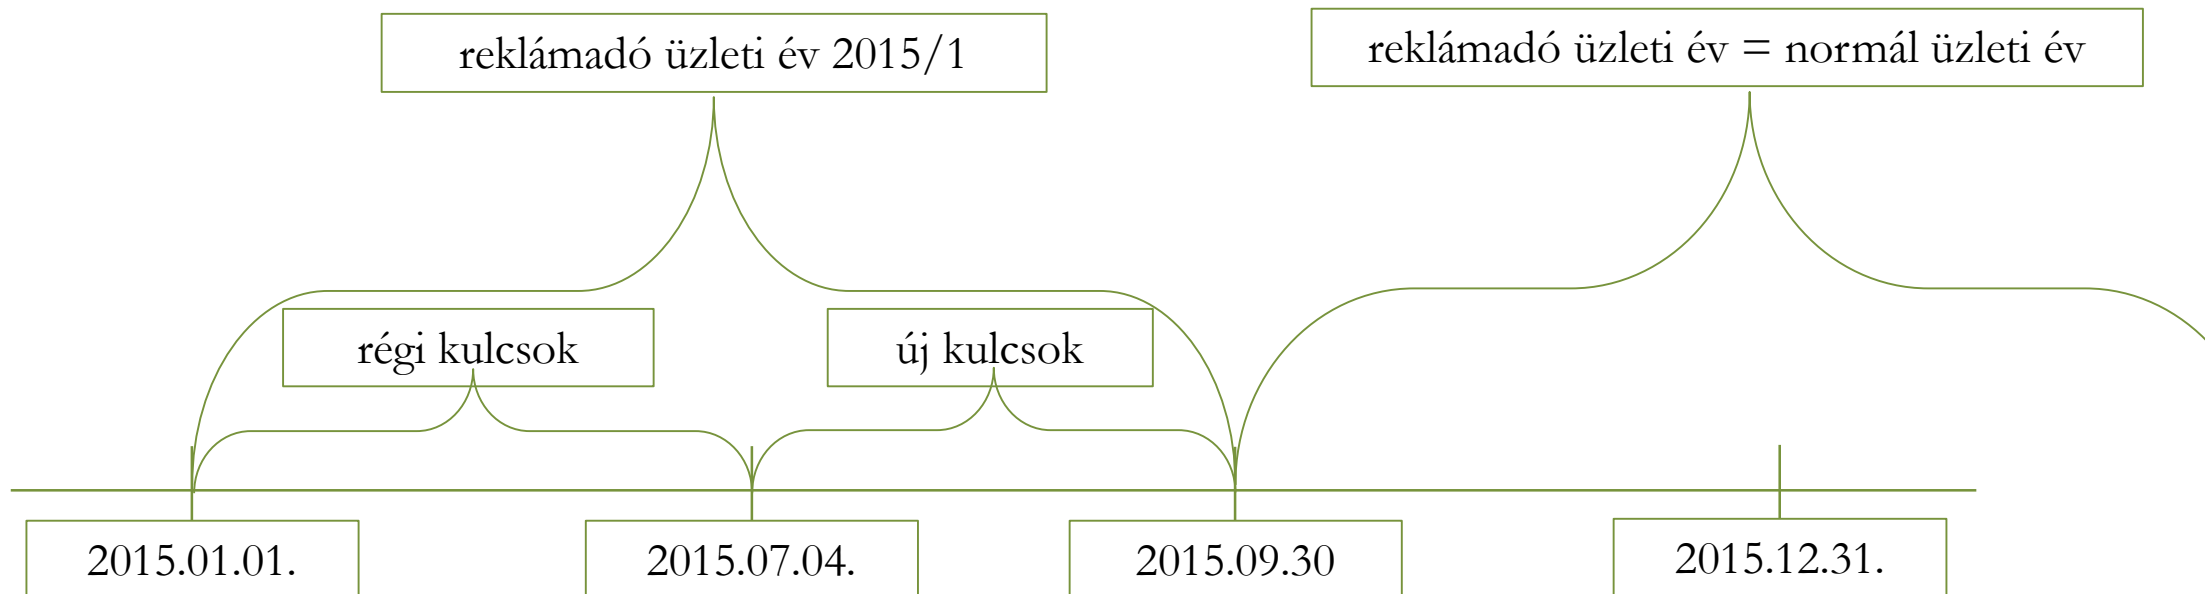 reklámadó üzleti év 2015/1
reklámadó üzleti év = normál üzleti év
régi kulcsok
új kulcsok
2015.01.01.
2015.07.04.
2015.09.30
2015.12.31.